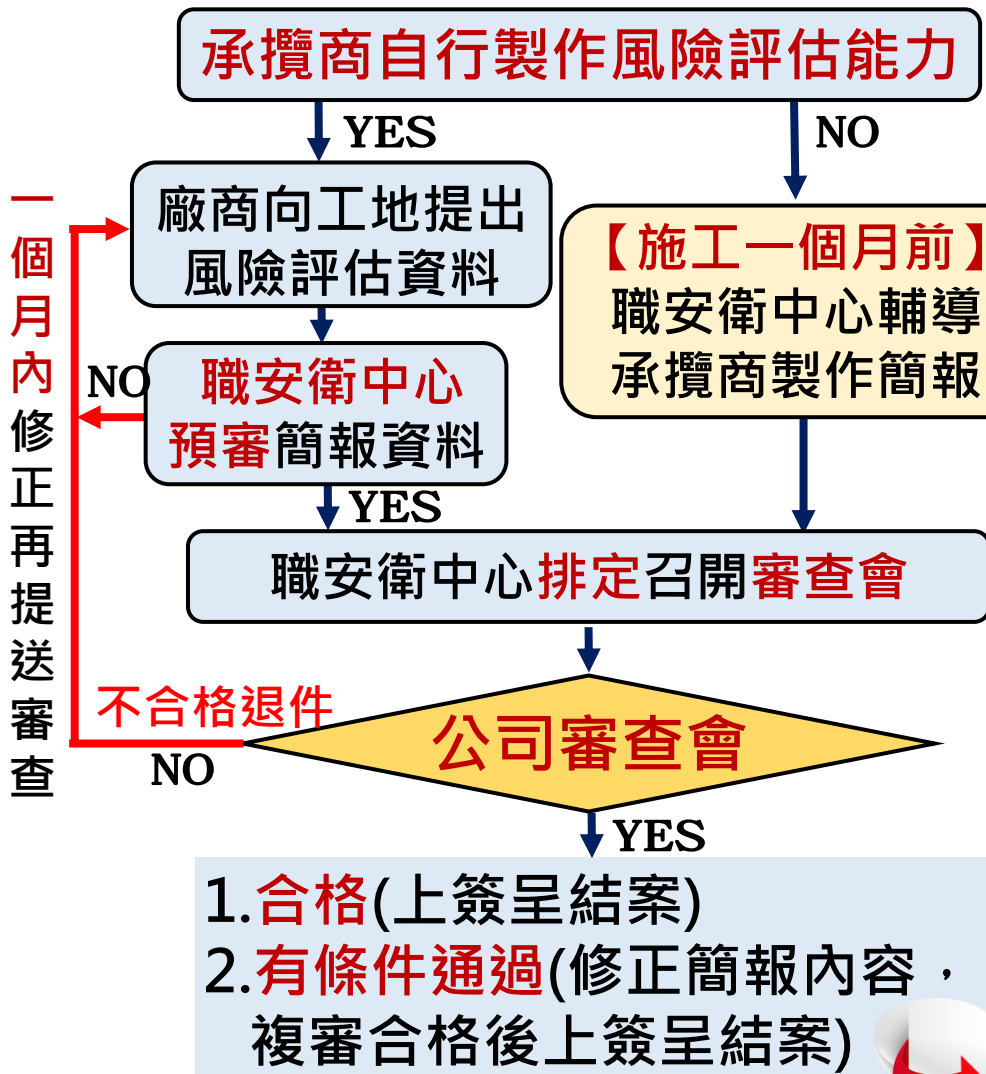 承攬商自行製作風險評估能力
YES
NO
廠商向工地提出
風險評估資料
【施工一個月前】
職安衛中心輔導
承攬商製作簡報
一個月內修正再提送審查
NO
職安衛中心
預審簡報資料
YES
職安衛中心排定召開審查會
不合格退件
NO
公司審查會
YES
1.合格(上簽呈結案)
2.有條件通過(修正簡報內容，
複審合格後上簽呈結案)